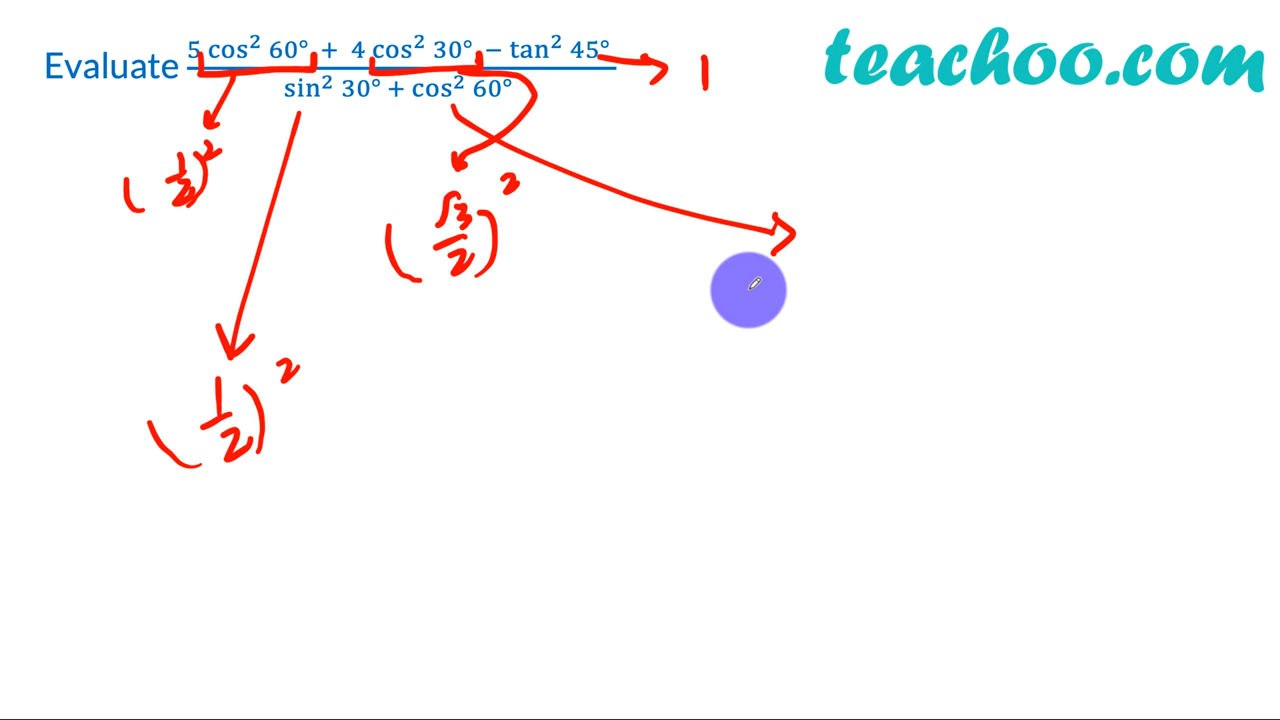 Evaluate 5 cos² 60° + 4 cos² 30° − tan² 45° / sin² 30° + cos² 60°
teachoo.com
1
(1/2)²
(√3/2)²
(1/2)²